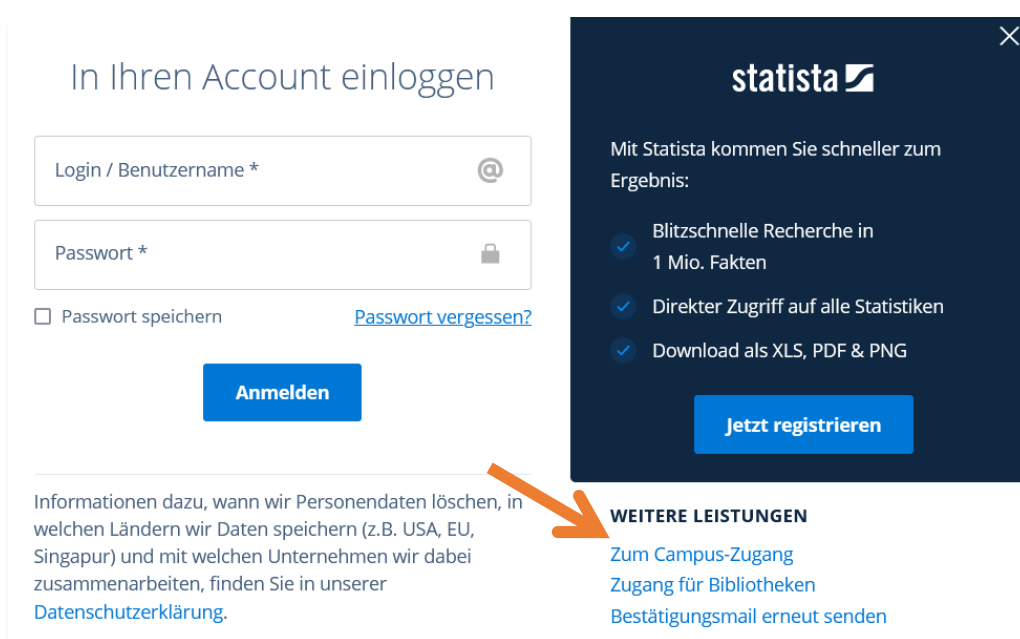 In Ihren Account einloggen
Login / Benutzername *
Passwort *
Passwort speichern
Passwort vergessen?
Anmelden
Informationen dazu, wann wir Personendaten löschen, in
welchen Ländern wir Daten speichern (z.B. USA, EU,
Singapur) und mit welchen Unternehmen wir dabei
zusammenarbeiten, finden Sie in unserer
Datenschutzerklärung.
statista
Mit Statista kommen Sie schneller zum
Ergebnis:
Blitzschnelle Recherche in
1 Mio. Fakten
Direkter Zugriff auf alle Statistiken
Download als XLS, PDF & PNG
Jetzt registrieren
WEITERE LEISTUNGEN
Zum Campus-Zugang
Zugang für Bibliotheken
Bestätigungsmail erneut senden